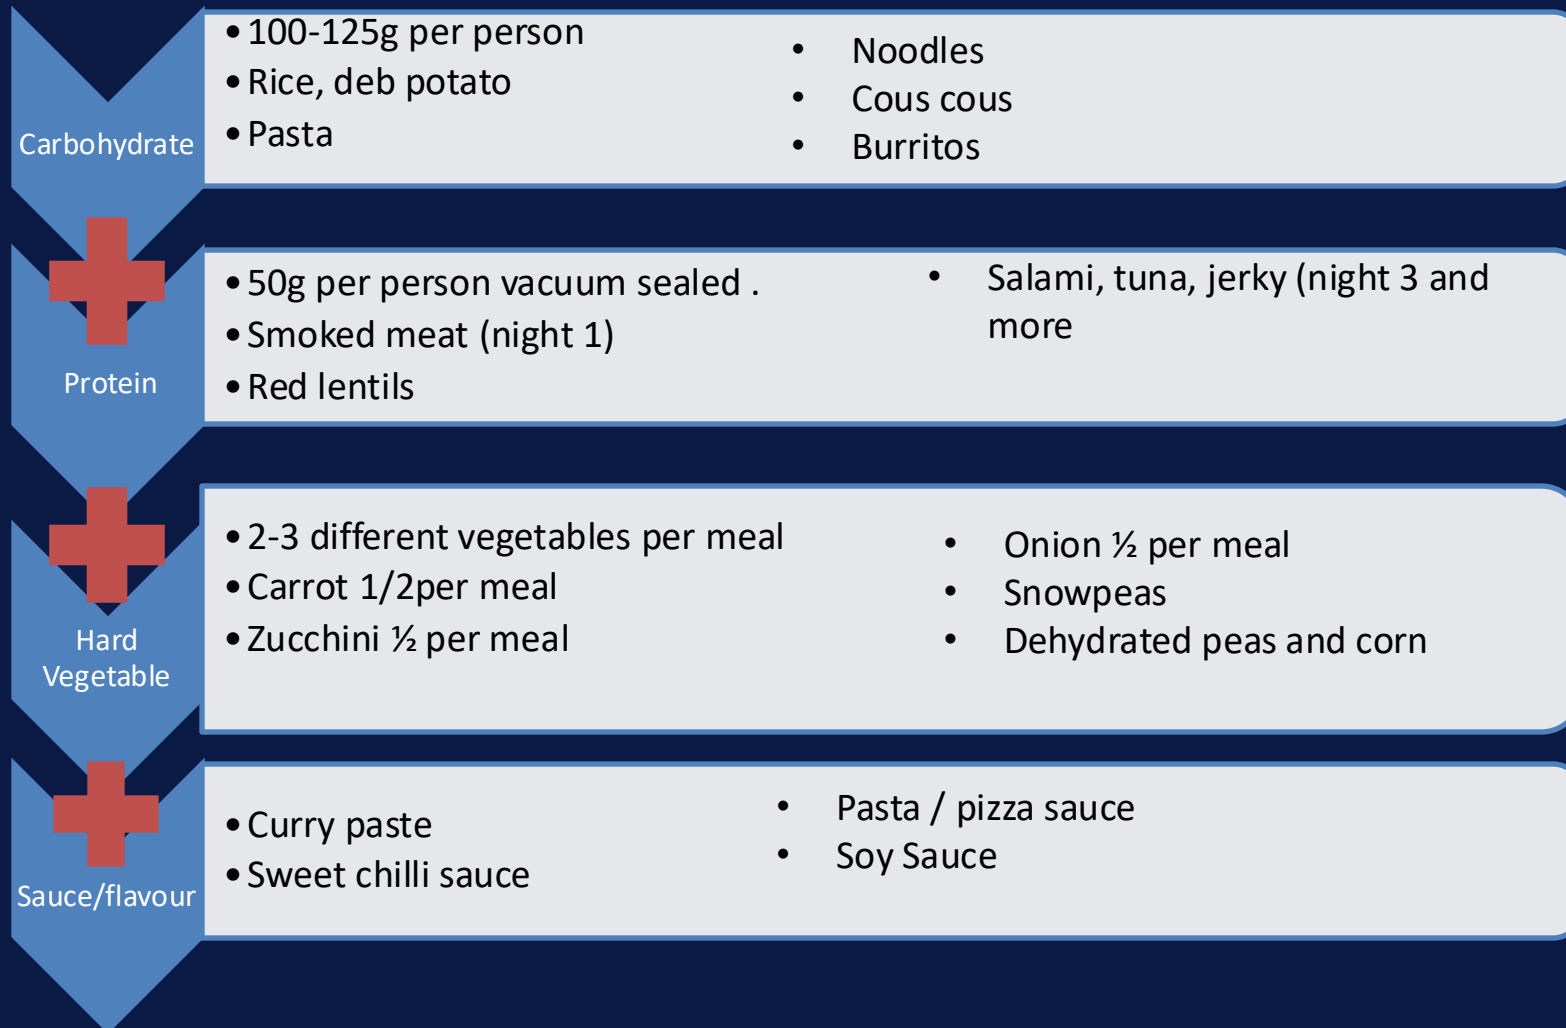 Carbohydrate
• 100-125g per person
• Rice, deb potato
• Pasta
• Noodles
• Cous cous
• Burritos
Protein
• 50g per person vacuum sealed .
• Smoked meat (night 1)
• Red lentils
• Salami, tuna, jerky (night 3 and
more
Hard
Vegetable
• 2-3 different vegetables per meal
• Carrot 1/2per meal
• Zucchini ½ per meal
• Onion ½ per meal
• Snowpeas
• Dehydrated peas and corn
Sauce/flavour
• Curry paste
• Sweet chilli sauce
• Pasta / pizza sauce
• Soy Sauce